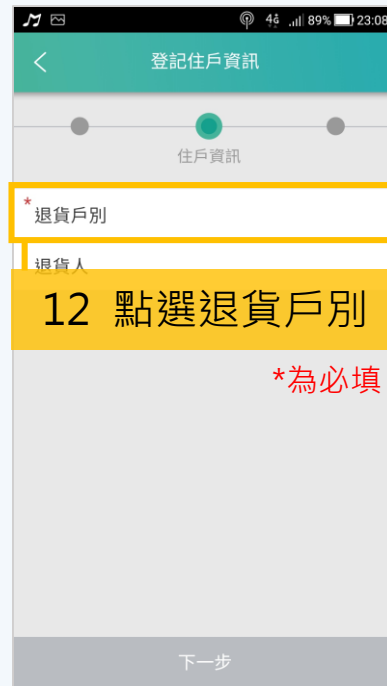 4G 89% 23:08
登記住戶資訊
住戶資訊
*退貨戶別
退貨人
12 點選退貨戶別
*為必填
下一步